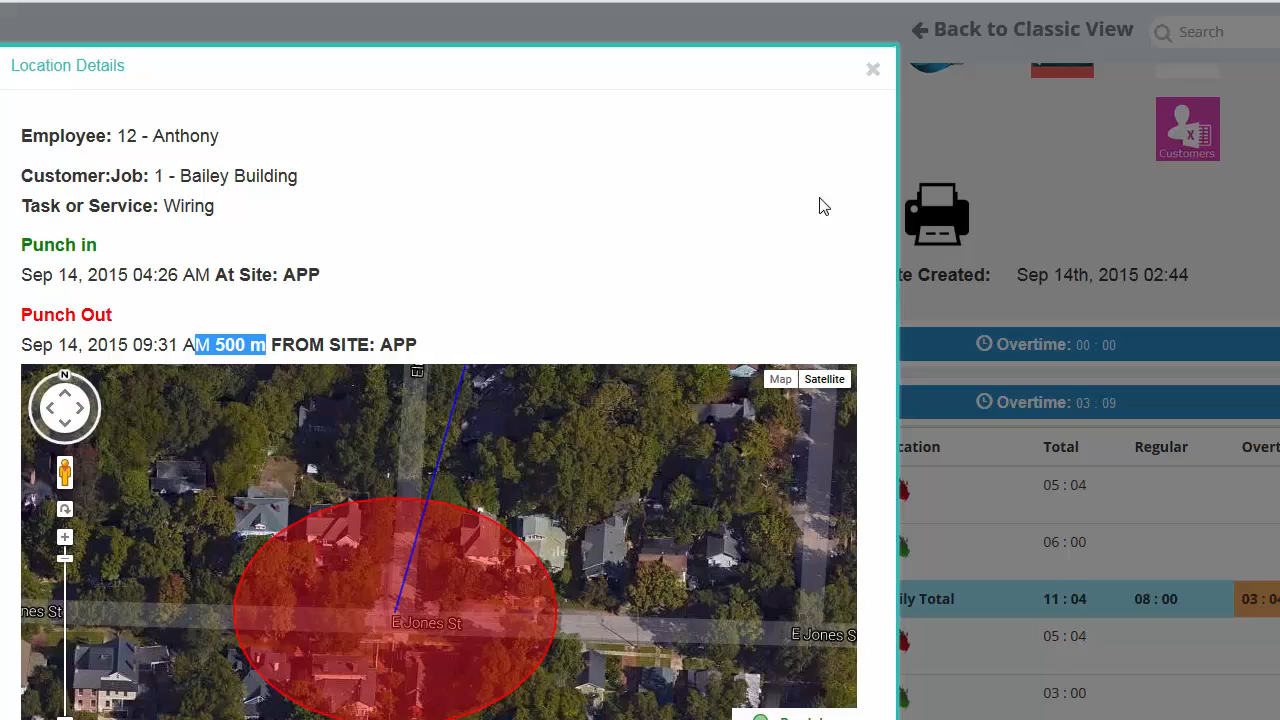 Back to Classic View
Search
Location Details
Employee: 12 - Anthony
Customers
Customer:Job: 1 - Bailey Building
Task or Service: Wiring
Punch in
Sep 14, 2015 04:26 AM At Site: APP
te Created: Sep 14th, 2015 02:44
Punch Out
Sep 14, 2015 09:31 AM 500 m FROM SITE: APP
Overtime: 00 : 00
N
Map
Satellite
Overtime: 03 : 09
cation Total Regular Overt
05 : 04
06 : 00
ily Total 11 : 04 08 : 00 03 : 04
nes St
E Jones St
E Jones S
05 : 04
03 : 00